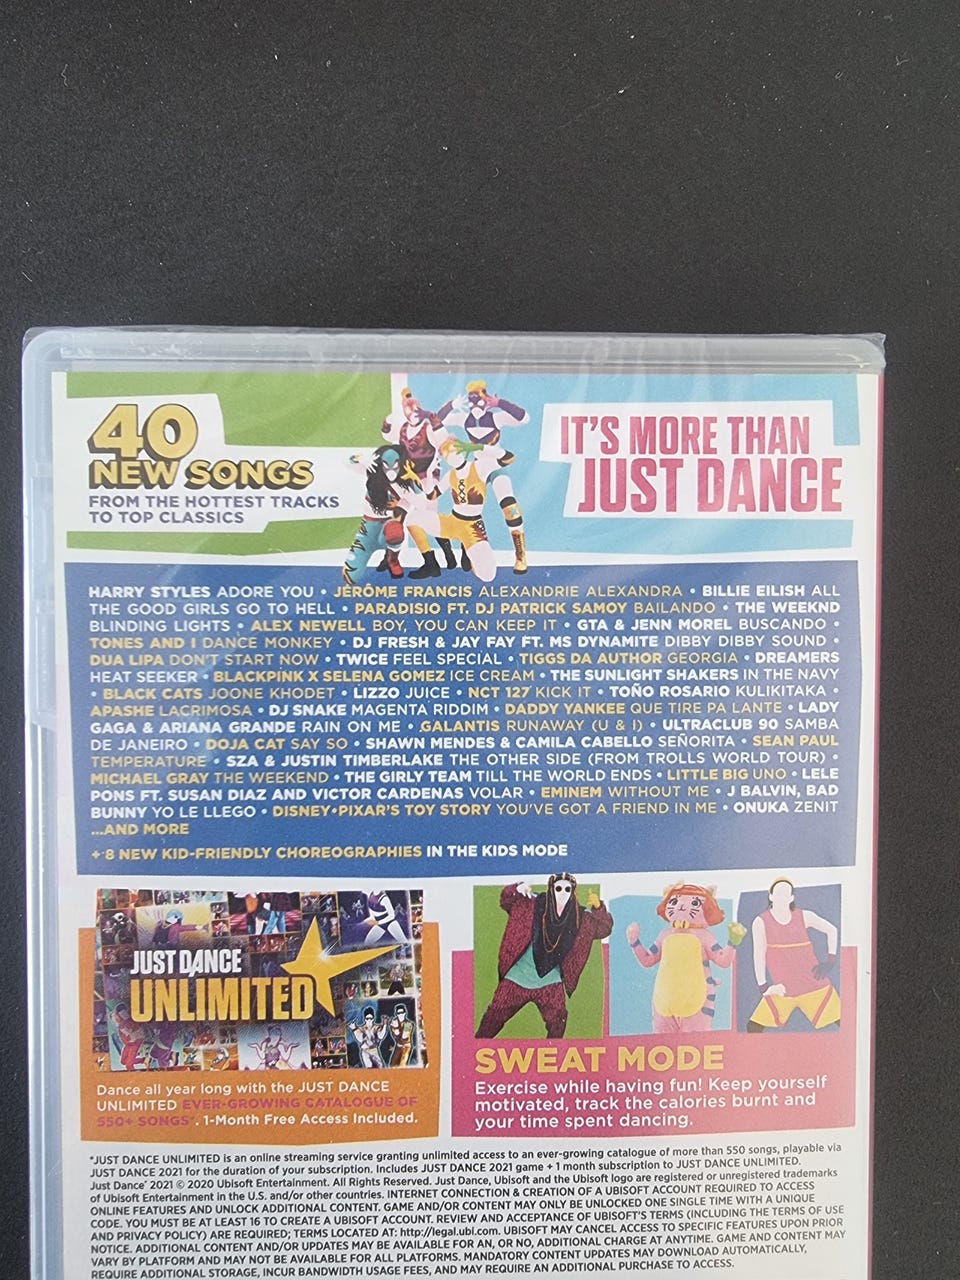 40
NEW SONGS
FROM THE HOTTEST TRACKS
TO TOP CLASSICS
IT'S MORE THAN
JUST DANCE
HARRY STYLES ADORE YOU • JÉRÔME FRANCIS ALEXANDRIE ALEXANDRA • BILLIE EILISH ALL
THE GOOD GIRLS GO TO HELL • PARADISIO FT. DJ PATRICK SAMOY BAILANDO • THE WEEKND
BLINDING LIGHTS • ALEX NEWELL BOY, YOU CAN KEEP IT • GTA & JENN MOREL BUSCANDO •
TONES AND I DANCE MONKEY • DJ FRESH & JAY FAY FT. MS DYNAMITE DIBBY DIBBY SOUND •
DUA LIPA DON'T START NOW • TWICE FEEL SPECIAL • TIGGS DA AUTHOR GEORGIA • DREAMERS
HEAT SEEKER • BLACKPINK X SELENA GOMEZ ICE CREAM • THE SUNLIGHT SHAKERS IN THE NAVY
• BLACK CATS JOONE KHODET • LIZZO JUICE • NCT 127 KICK IT • TOÑO ROSARIO KULIKITAKA •
APASHE LACRIMOSA • DJ SNAKE MAGENTA RIDDIM • DADDY YANKEE QUE TIRE PA LANTE • LADY
GAGA & ARIANA GRANDE RAIN ON ME • GALANTIS RUNAWAY (U & I) • ULTRACLUB 90 SAMBA
DE JANEIRO • DOJA CAT SAY SO • SHAWN MENDES & CAMILA CABELLO SEÑORITA • SEAN PAUL
TEMPERATURE • SZA & JUSTIN TIMBERLAKE THE OTHER SIDE (FROM TROLLS WORLD TOUR) •
MICHAEL GRAY THE WEEKEND • THE GIRLY TEAM TILL THE WORLD ENDS • LITTLE BIG UNO • LELE
PONS FT. SUSAN DIAZ AND VICTOR CARDENAS VOLAR • EMINEM WITHOUT ME • J BALVIN, BAD
BUNNY YO LE LLEGO • DISNEY•PIXAR'S TOY STORY YOU'VE GOT A FRIEND IN ME • ONUKA ZENIT
...AND MORE
+ 8 NEW KID-FRIENDLY CHOREOGRAPHIES IN THE KIDS MODE
JUST DANCE
UNLIMITED
Dance all year long with the JUST DANCE
UNLIMITED EVER-GROWING CATALOGUE OF
550+ SONGS*. 1-Month Free Access Included.
SWEAT MODE
Exercise while having fun! Keep yourself
motivated, track the calories burnt and
your time spent dancing.
*JUST DANCE UNLIMITED is an online streaming service granting unlimited access to an ever-growing catalogue of more than 550 songs, playable via
JUST DANCE 2021 for the duration of your subscription. Includes JUST DANCE 2021 game + 1 month subscription to JUST DANCE UNLIMITED.
Just Dance® 2021 © 2020 Ubisoft Entertainment. All Rights Reserved. Just Dance, Ubisoft and the Ubisoft logo are registered or unregistered trademarks
of Ubisoft Entertainment in the U.S. and/or other countries. INTERNET CONNECTION & CREATION OF A UBISOFT ACCOUNT REQUIRED TO ACCESS
ONLINE FEATURES AND UNLOCK ADDITIONAL CONTENT. GAME AND/OR CONTENT MAY ONLY BE UNLOCKED ONE SINGLE TIME WITH A UNIQUE
CODE. YOU MUST BE AT LEAST 16 TO CREATE A UBISOFT ACCOUNT. REVIEW AND ACCEPTANCE OF UBISOFT'S TERMS (INCLUDING THE TERMS OF USE
AND PRIVACY POLICY) ARE REQUIRED; TERMS LOCATED AT: http://legal.ubi.com. UBISOFT MAY CANCEL ACCESS TO SPECIFIC FEATURES UPON PRIOR
NOTICE. ADDITIONAL CONTENT AND/OR UPDATES MAY BE AVAILABLE FOR AN, OR NO, ADDITIONAL CHARGE AT ANYTIME. GAME AND CONTENT MAY
VARY BY PLATFORM AND MAY NOT BE AVAILABLE FOR ALL PLATFORMS. MANDATORY CONTENT UPDATES MAY DOWNLOAD AUTOMATICALLY,
REQUIRE ADDITIONAL STORAGE, INCUR BANDWIDTH USAGE FEES, AND MAY REQUIRE AN ADDITIONAL PURCHASE TO ACCESS.